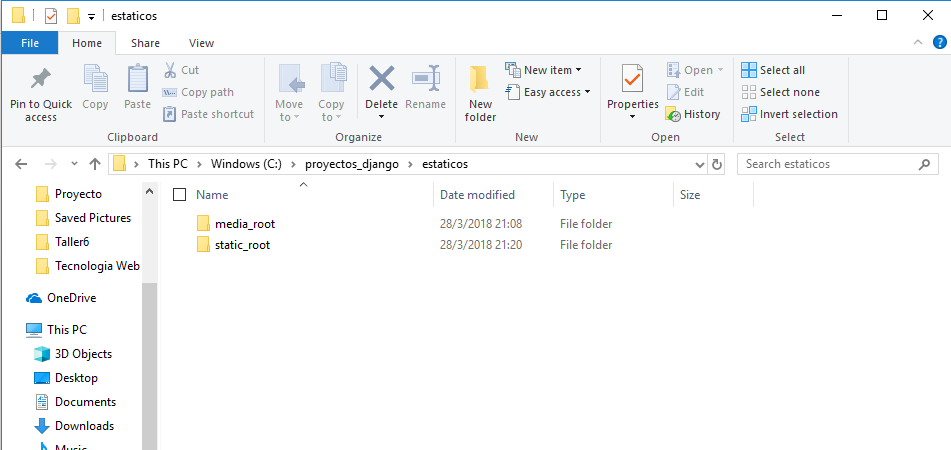 estaticos
File Home Share View
Pin to Quick access
Copy
Paste
Cut
Copy path
Paste shortcut
Clipboard
Move to
Copy to
Delete
Rename
Organize
New folder
New item
Easy access
New
Properties
Open
Edit
History
Open
Select all
Select none
Invert selection
Select
This PC > Windows (C:) > proyectos_django > estaticos
Search estaticos
Proyecto
Saved Pictures
Taller6
Tecnologia Web
OneDrive
This PC
3D Objects
Desktop
Documents
Downloads
Music
Name Date modified Type Size
media_root 28/3/2018 21:08 File folder
static_root 28/3/2018 21:20 File folder